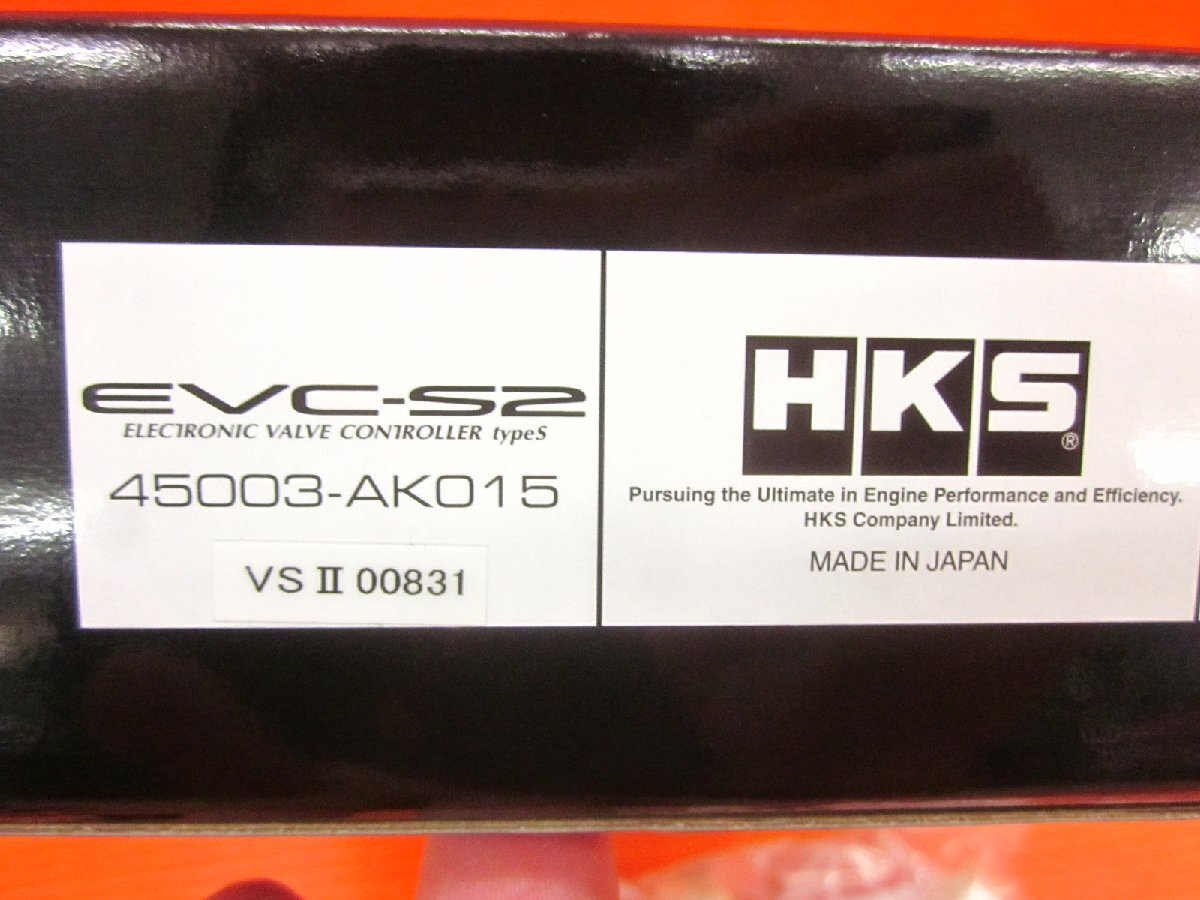 EVC-S2
ELECTRONIC VALVE CONTROLLER typeS
45003-AK015
VS Ⅱ 00831
HKS®
Pursuing the Ultimate in Engine Performance and Efficiency.
HKS Company Limited.
MADE IN JAPAN